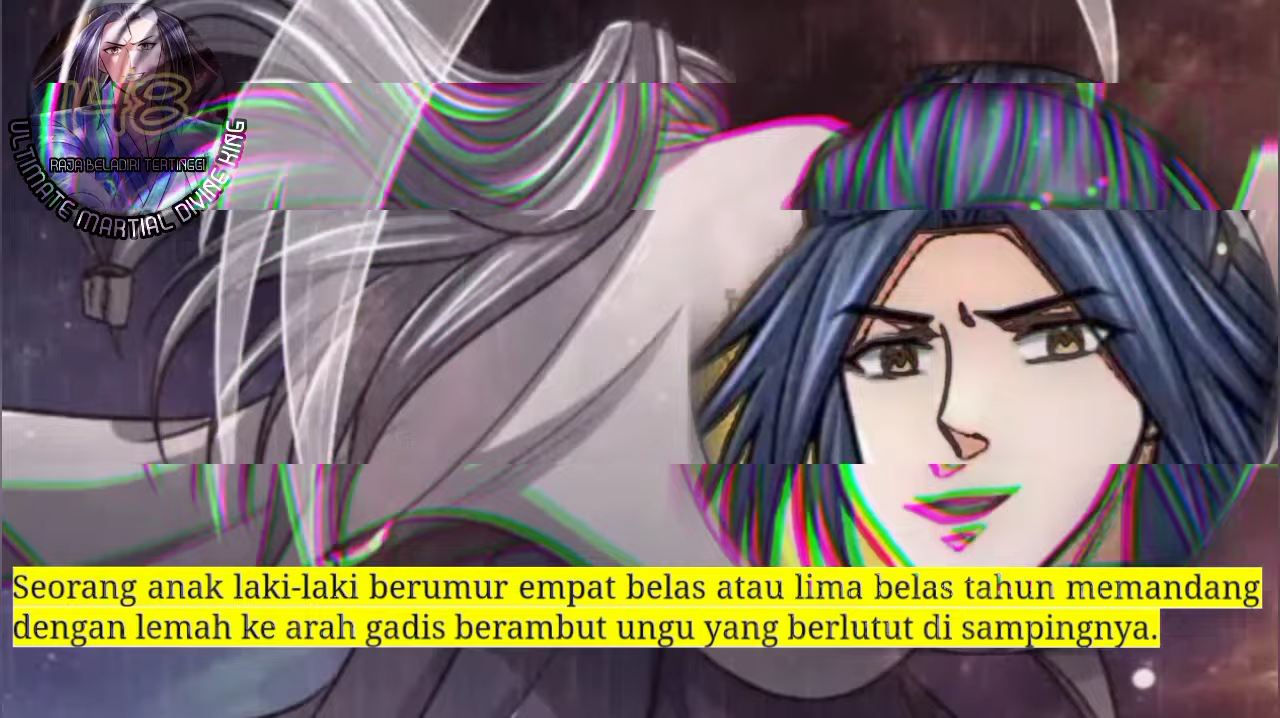 RAJA BELADIRI TERTINGGI
ULTIMATE MARTIAL DIVINE KING
Seorang anak laki-laki berumur empat belas atau lima belas tahun memandang
dengan lemah ke arah gadis berambut ungu yang berlutut di sampingnya.